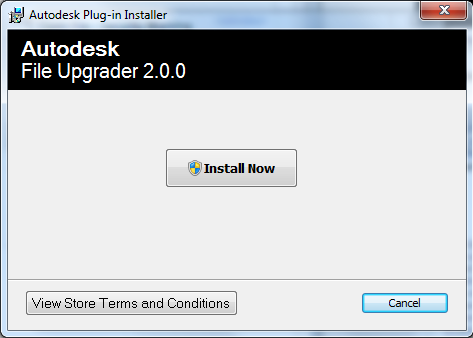 Autodesk Plug-in Installer
Autodesk
File Upgrader 2.0.0
Install Now
View Store Terms and Conditions
Cancel